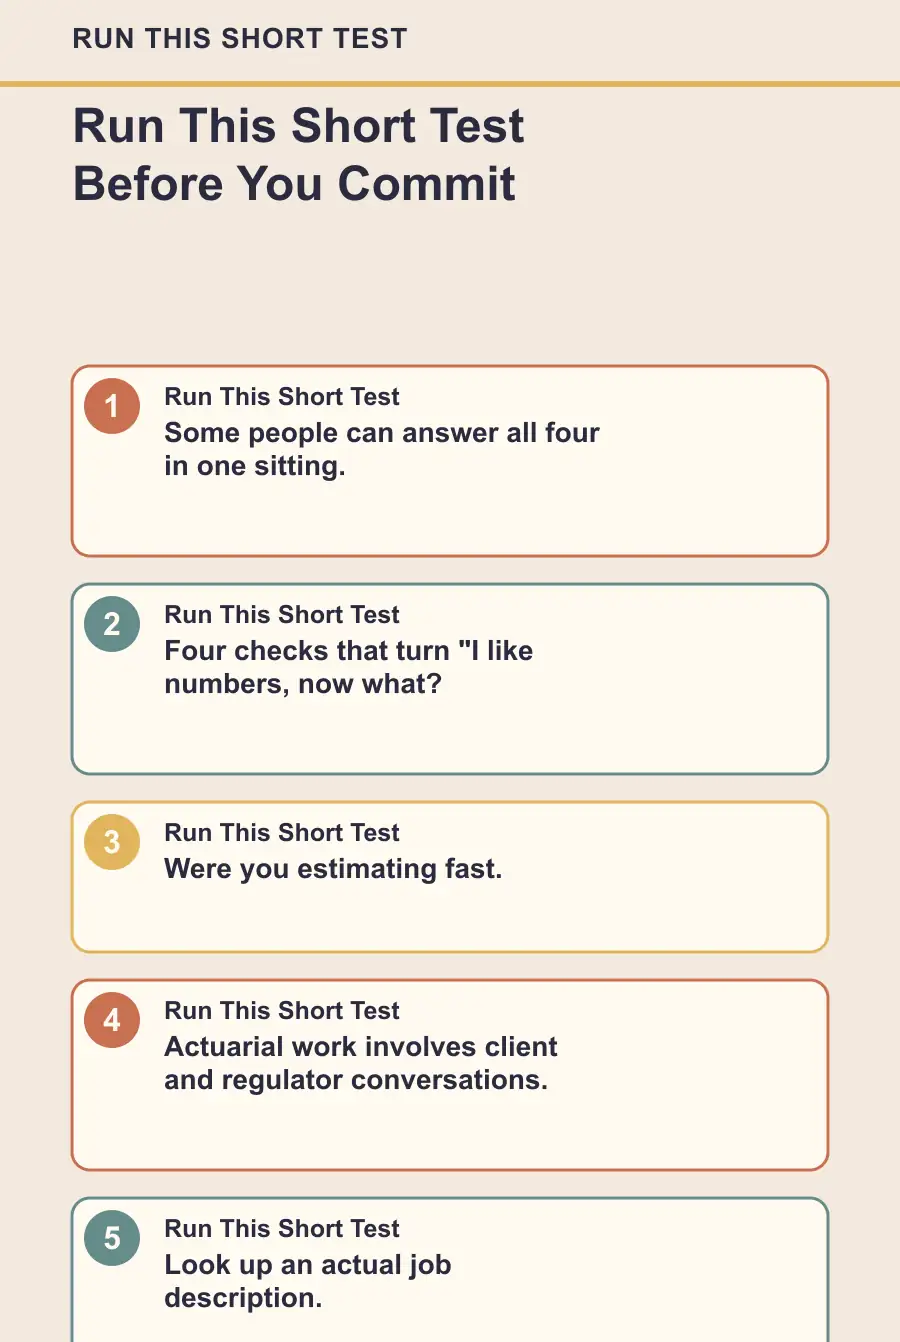 RUN THIS SHORT TEST
Run This Short Test
Before You Commit
1
Run This Short Test
Some people can answer all four
in one sitting.
2
Run This Short Test
Four checks that turn "I like
numbers, now what?
3
Run This Short Test
Were you estimating fast.
4
Run This Short Test
Actuarial work involves client
and regulator conversations.
5
Run This Short Test
Look up an actual job
description.